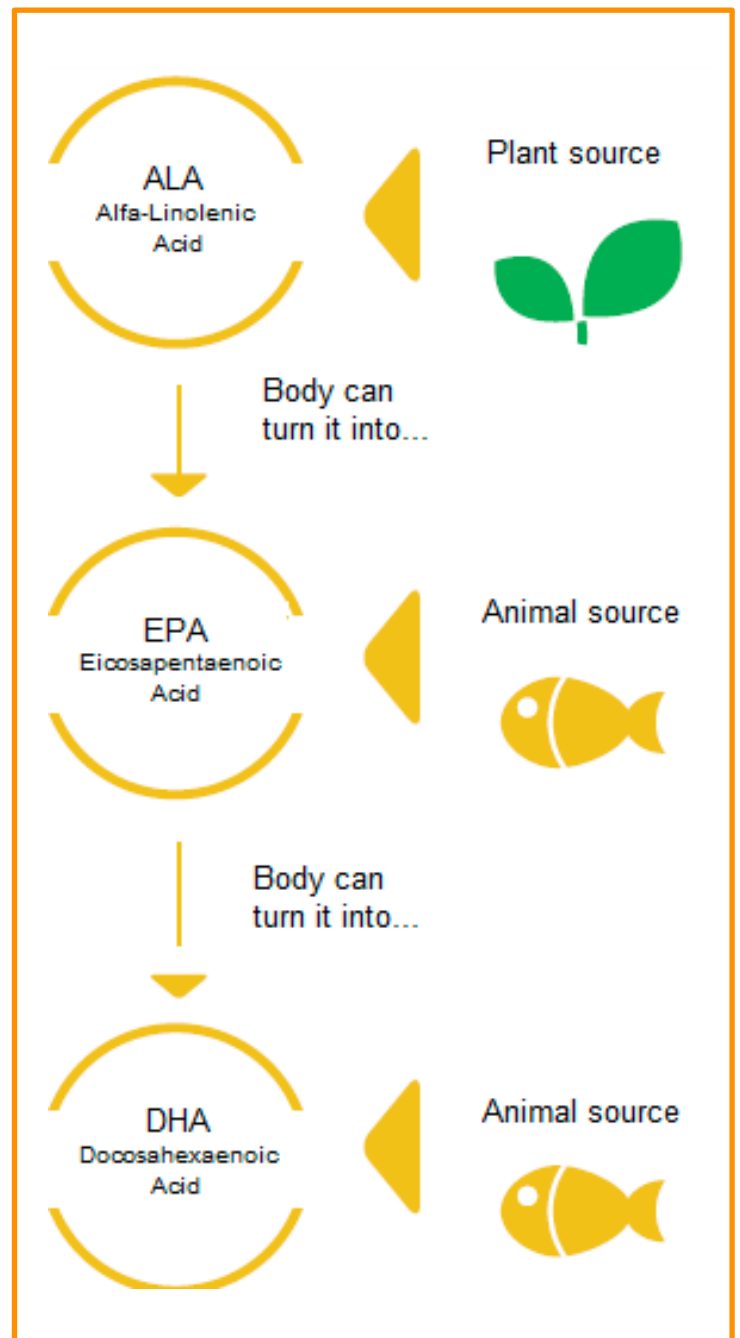 ALA
Alfa-Linolenic
Acid
Plant source
Body can
turn it into...
EPA
Eicosapentaenoic
Acid
Animal source
Body can
turn it into...
DHA
Docosahexaenoic
Acid
Animal source